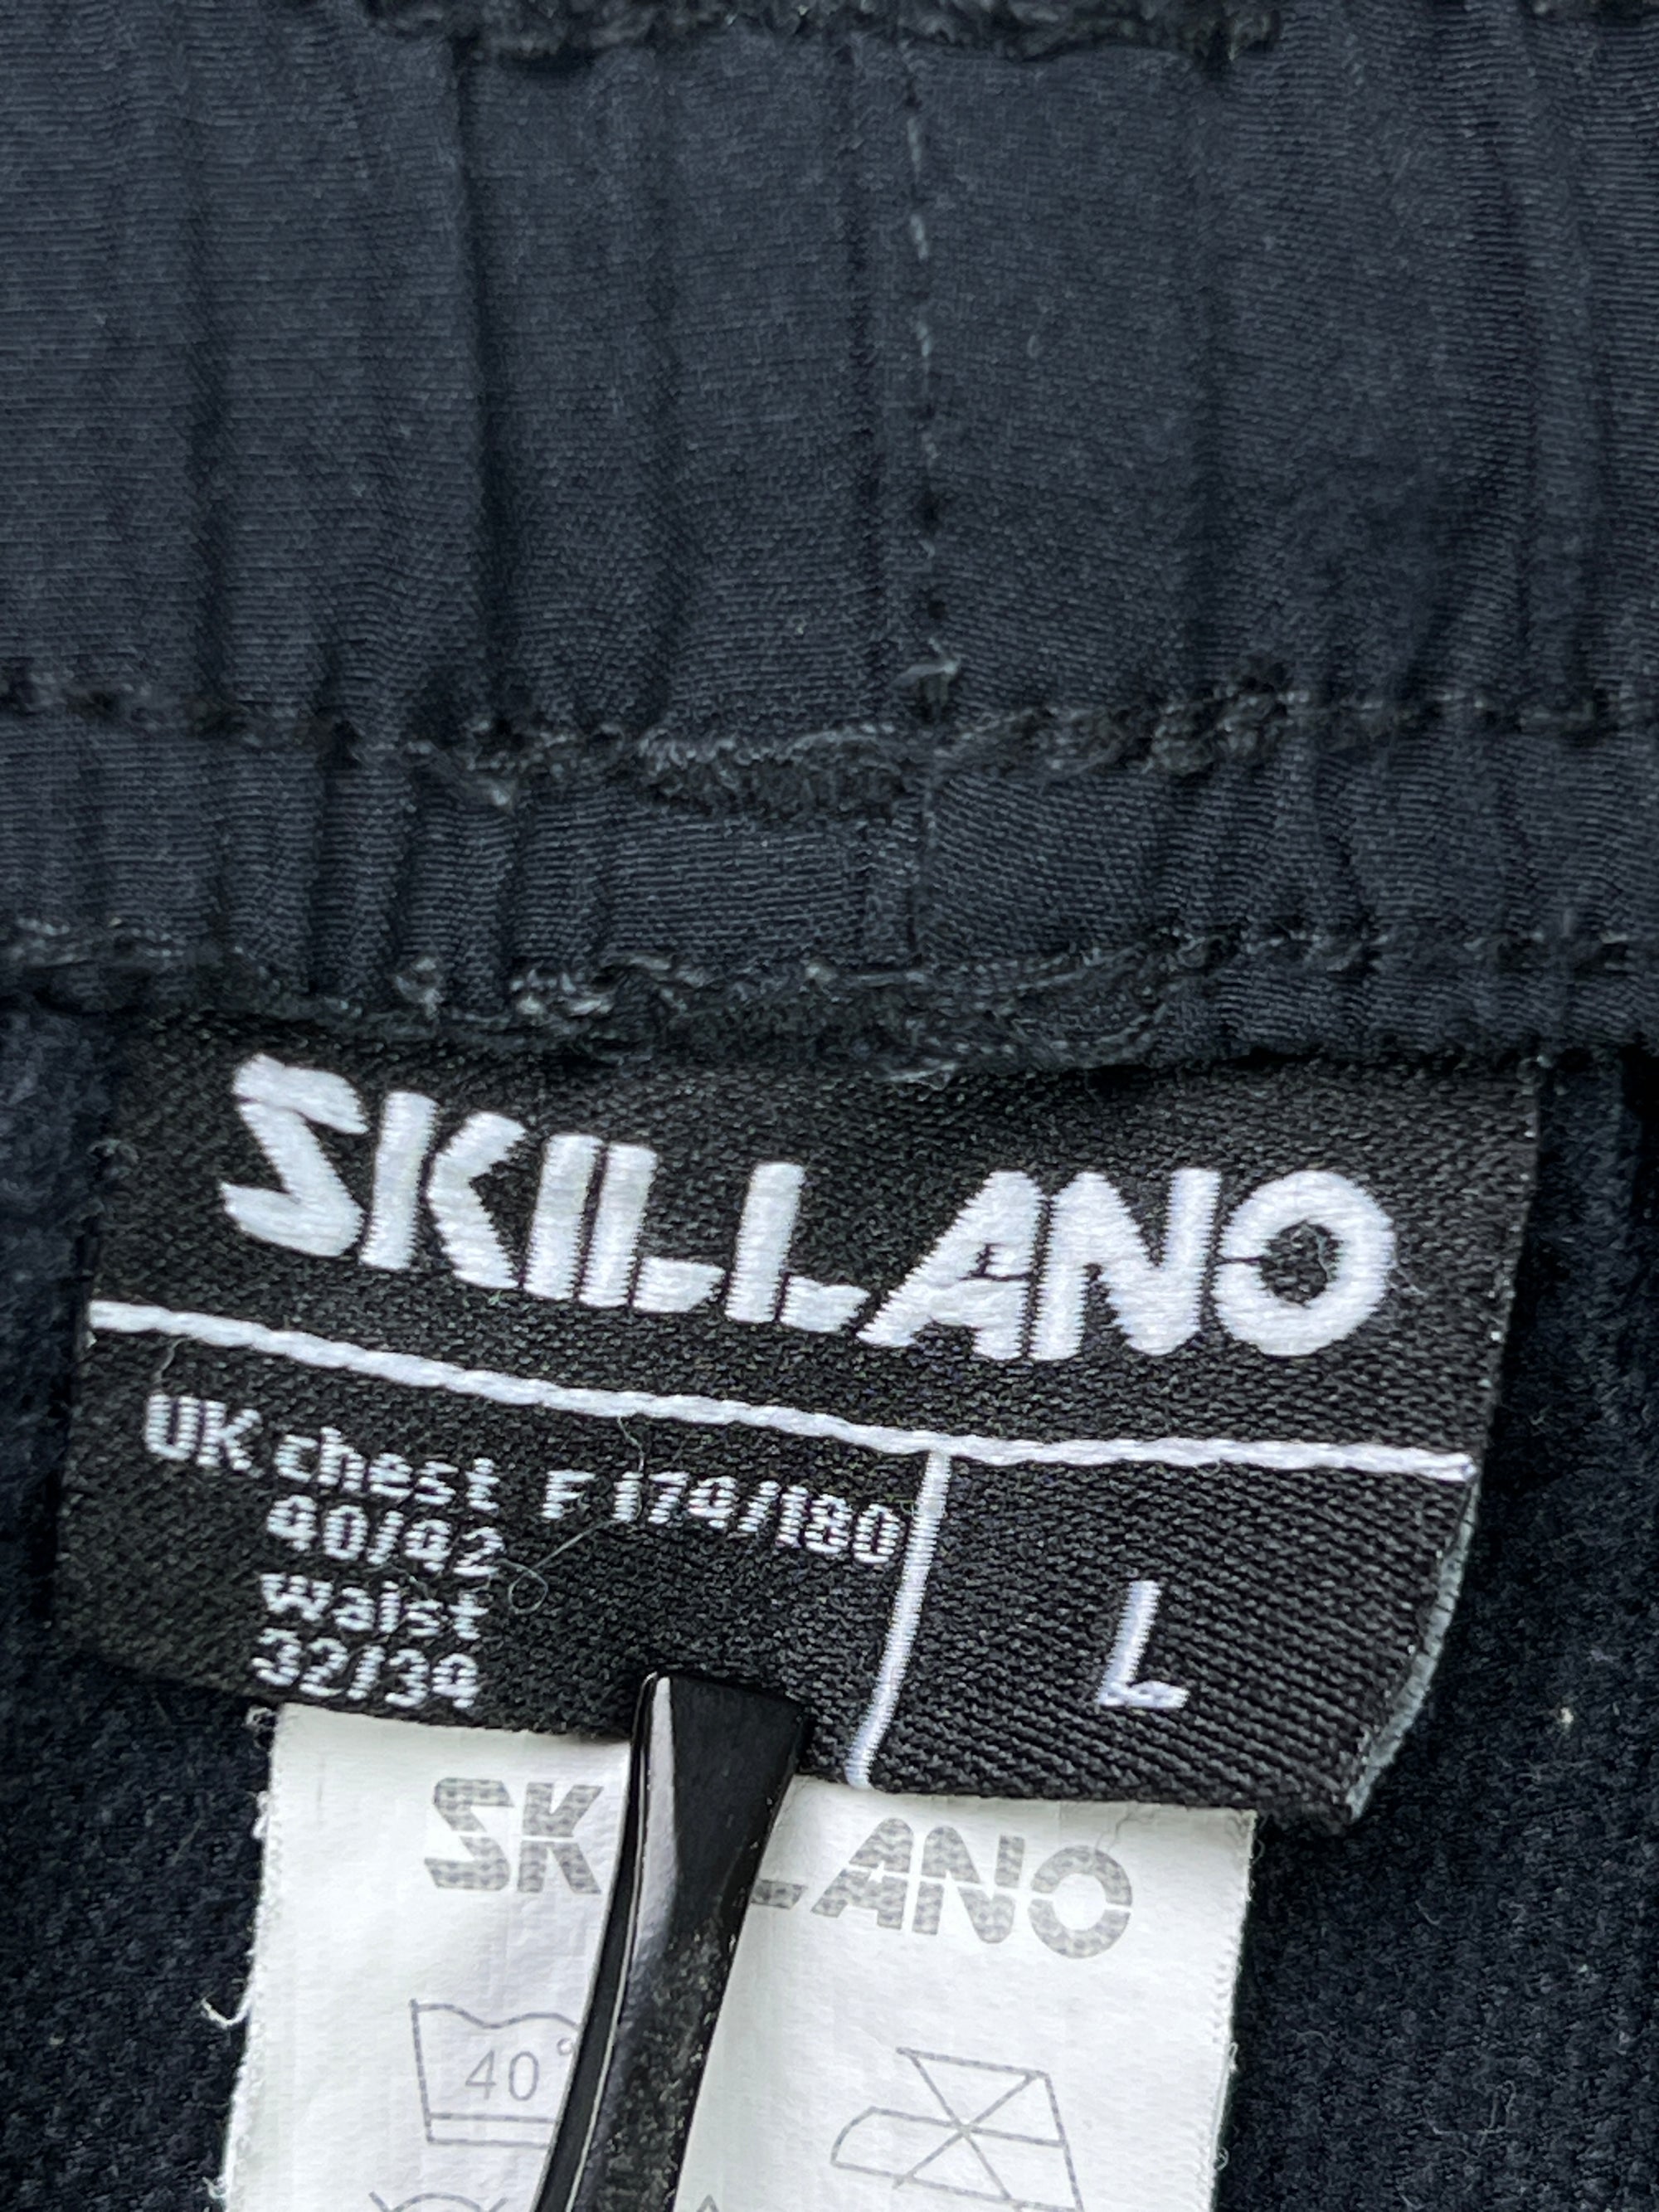 SKILLANO
UK chest F 174/180
40/42
waist
32/34
L
SK LANO
40°